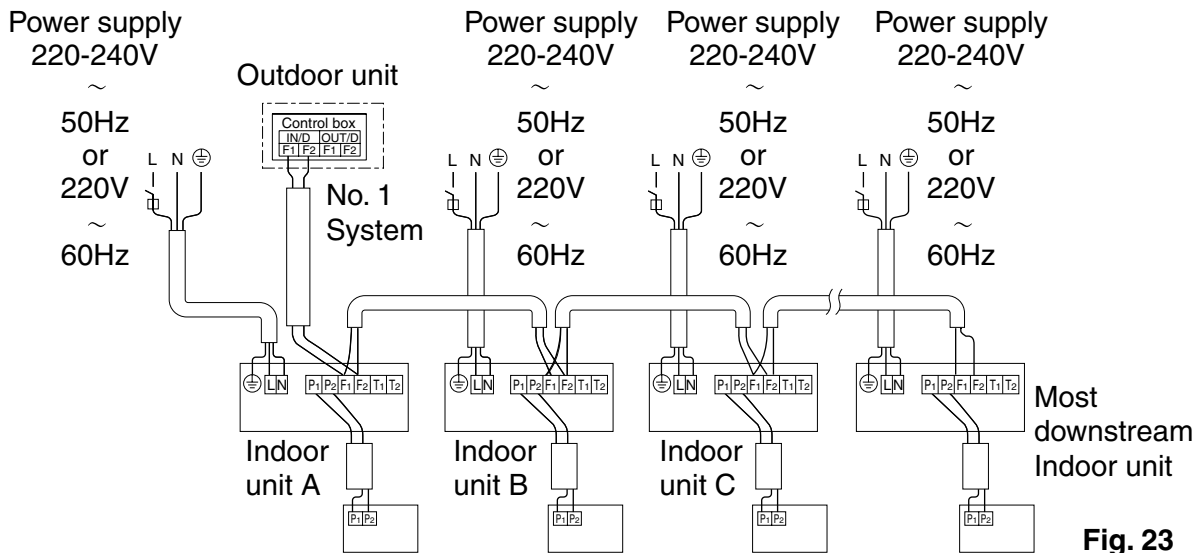 Power supply
220-240V
~
50Hz
or
220V
~
60Hz
L N
Outdoor unit
Control box
IN/D OUT/D
F1 F2 F1 F2
No. 1
System
Power supply
220-240V
~
50Hz
or
220V
~
60Hz
L N
Power supply
220-240V
~
50Hz
or
220V
~
60Hz
L N
Power supply
220-240V
~
50Hz
or
220V
~
60Hz
L N
L N
P1 P2 F1 F2 T1 T2
Indoor
unit A
P1 P2
L N
P1 P2 F1 F2 T1 T2
Indoor
unit B
P1 P2
L N
P1 P2 F1 F2 T1 T2
Indoor
unit C
P1 P2
L N
P1 P2 F1 F2 T1 T2
Most
downstream
Indoor unit
P1 P2
Fig. 23